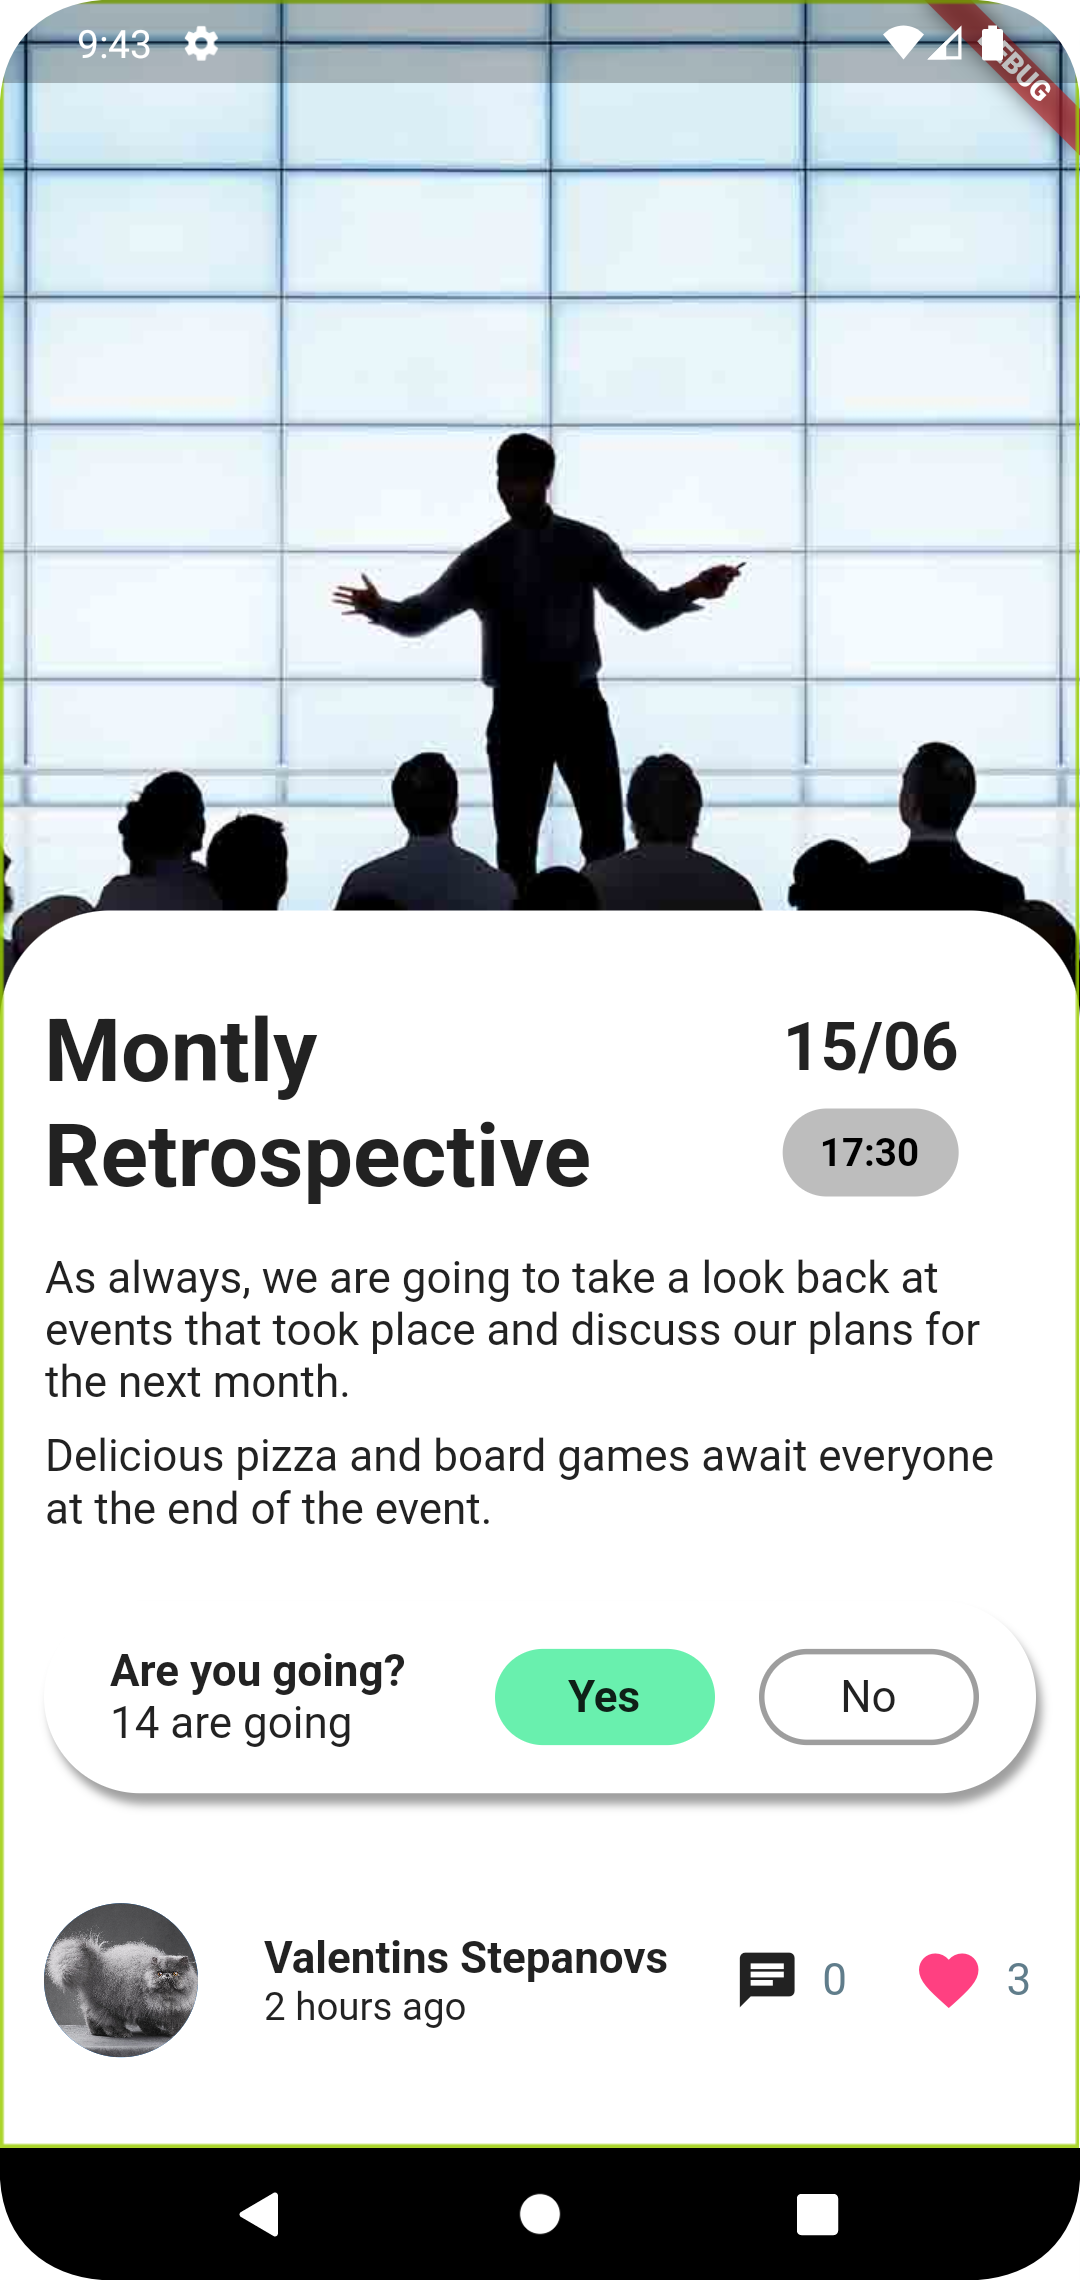 9:43
EBUG
Montly
Retrospective
15/06
17:30
As always, we are going to take a look back at
events that took place and discuss our plans for
the next month.
Delicious pizza and board games await everyone
at the end of the event.
Are you going?
14 are going
Yes
No
Valentins Stepanovs
2 hours ago
0
3